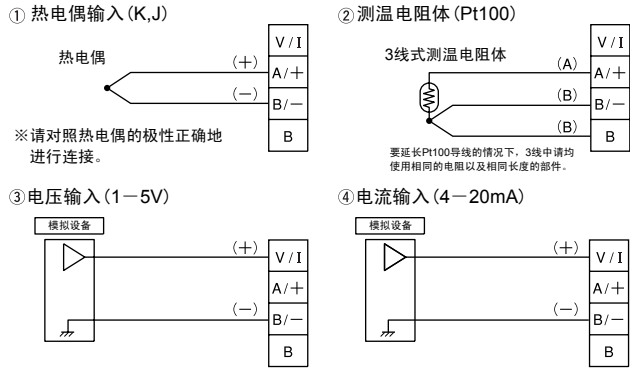 ① 热电偶输入(K,J)
热电偶
(+)
(—)
V/I
A/+
B/—
B
※请对照热电偶的极性正确地
进行连接。
② 测温电阻体(Pt100)
3线式测温电阻体
(A)
(B)
(B)
V/I
A/+
B/—
B
要延长Pt100导线的情况下，3线中请均
使用相同的电阻以及相同长度的部件。
③ 电压输入(1—5V)
模拟设备
(+)
(—)
V/I
A/+
B/—
B
④ 电流输入(4—20mA)
模拟设备
(+)
(—)
V/I
A/+
B/—
B